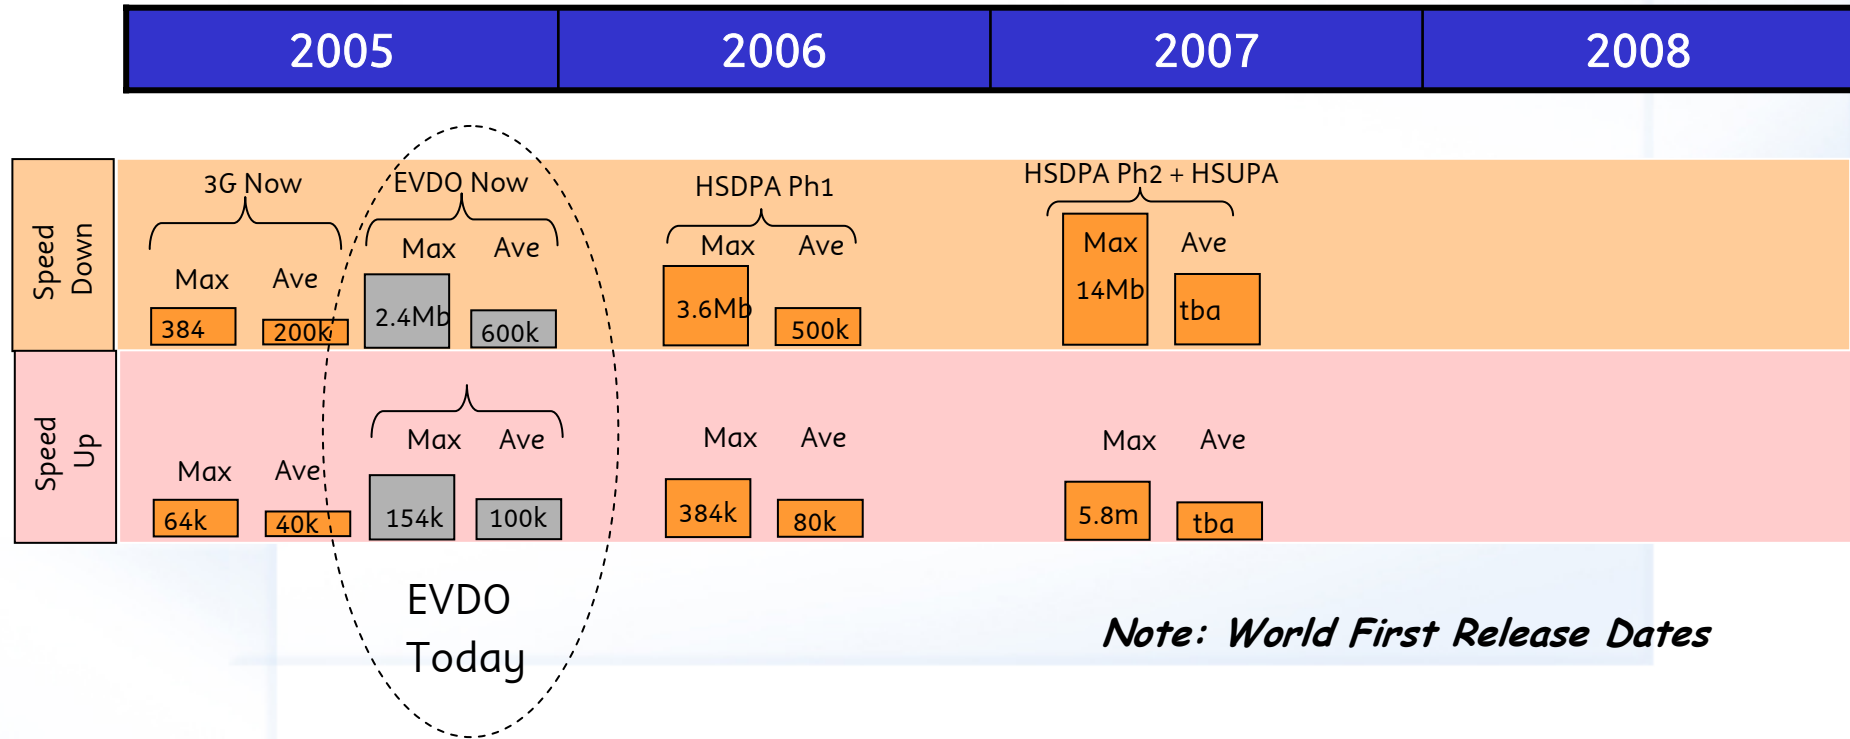 2005 2006 2007 2008
Speed
Down
3G Now EVDO Now HSDPA Ph1 HSDPA Ph2 + HSUPA
Max Ave Max Ave Max Ave Max Ave
384 200k 2.4Mb 600k 3.6Mb 500k 14Mb tba
Speed
Up
Max Ave Max Ave Max Ave Max Ave
64k 40k 154k 100k 384k 80k 5.8m tba
EVDO
Today
Note: World First Release Dates